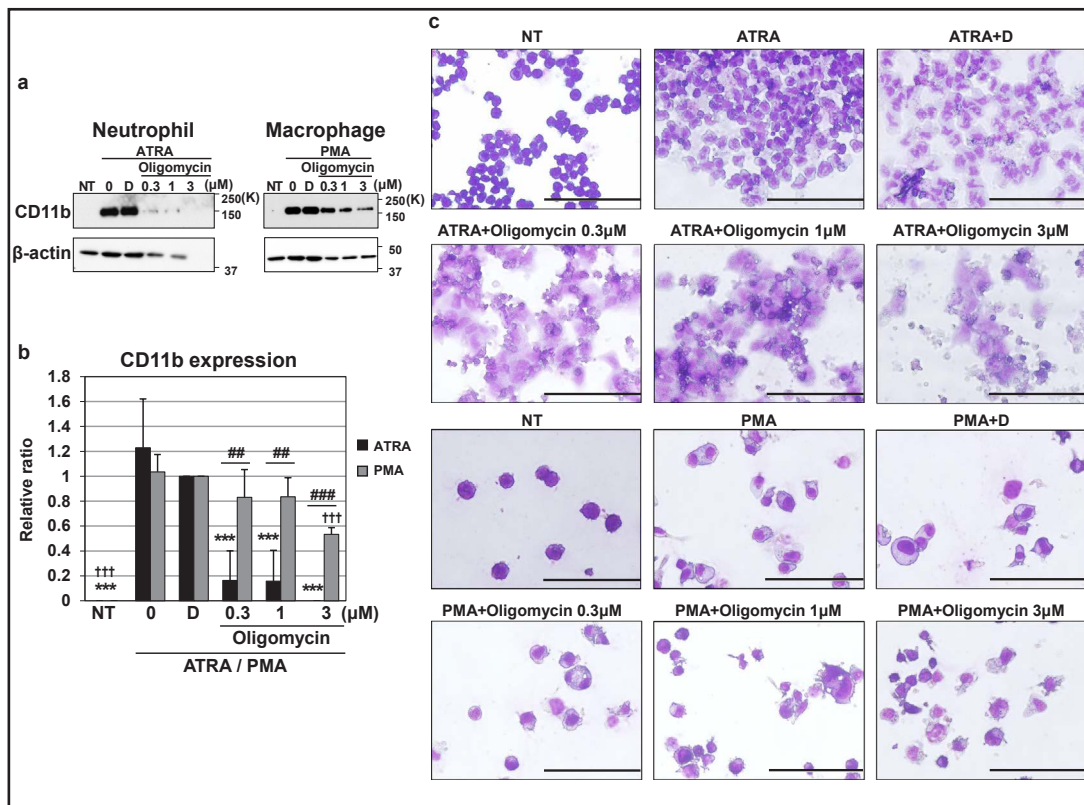 a
Neutrophil
ATRA
Oligomycin
NT 0 D 0.3 1 3 (μM)
250(K)
CD11b
150
β-actin
37
Macrophage
PMA
Oligomycin
NT 0 D 0.3 1 3 (μM)
250(K)
150
50
37
b
CD11b expression
Relative ratio
1.8
1.6
1.4
1.2
1
0.8
0.6
0.4
0.2
0
††† 
***
***
##
***
##
***
###
†††
ATRA
PMA
NT 0 D 0.3 1 3 (μM)
Oligomycin
ATRA / PMA
c
NT
ATRA
ATRA+D
ATRA+Oligomycin 0.3μM
ATRA+Oligomycin 1μM
ATRA+Oligomycin 3μM
NT
PMA
PMA+D
PMA+Oligomycin 0.3μM
PMA+Oligomycin 1μM
PMA+Oligomycin 3μM